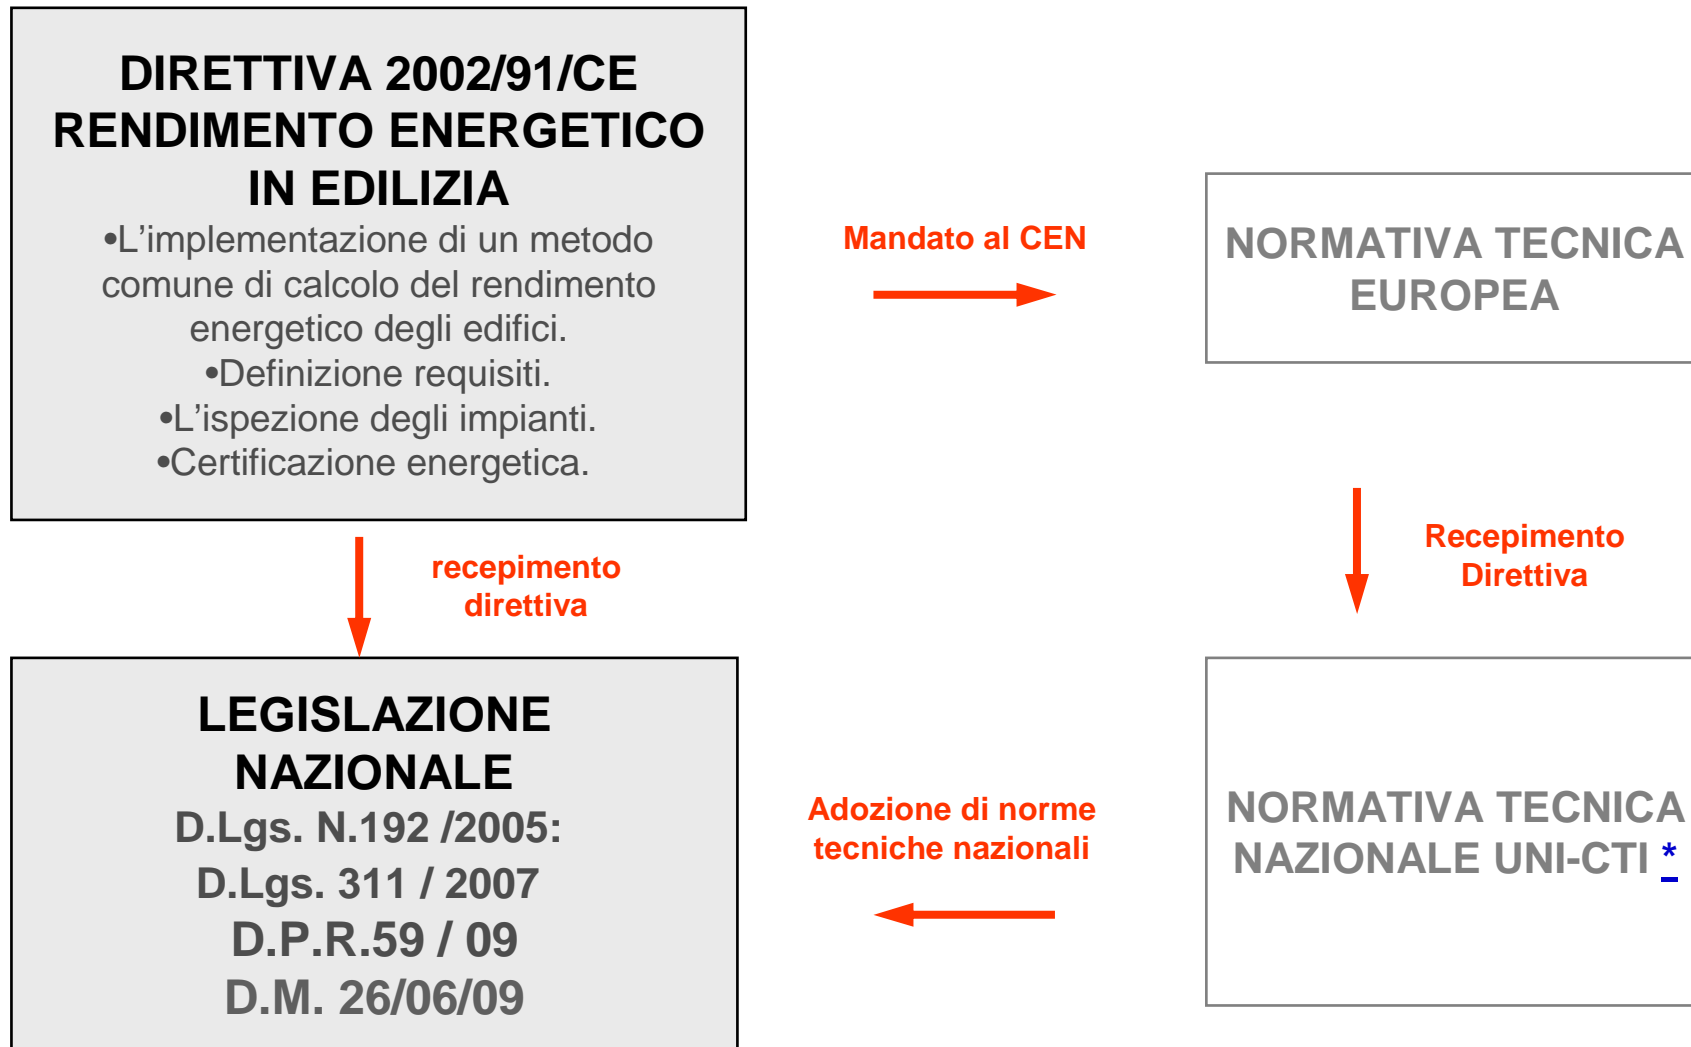 DIRETTIVA 2002/91/CE
RENDIMENTO ENERGETICO
IN EDILIZIA
•L’implementazione di un metodo
comune di calcolo del rendimento
energetico degli edifici.
•Definizione requisiti.
•L’ispezione degli impianti.
•Certificazione energetica.
Mandato al CEN
NORMATIVA TECNICA
EUROPEA
recepimento
direttiva
Recepimento
Direttiva
LEGISLAZIONE
NAZIONALE
D.Lgs. N.192 /2005:
D.Lgs. 311 / 2007
D.P.R.59 / 09
D.M. 26/06/09
Adozione di norme
tecniche nazionali
NORMATIVA TECNICA
NAZIONALE UNI-CTI *